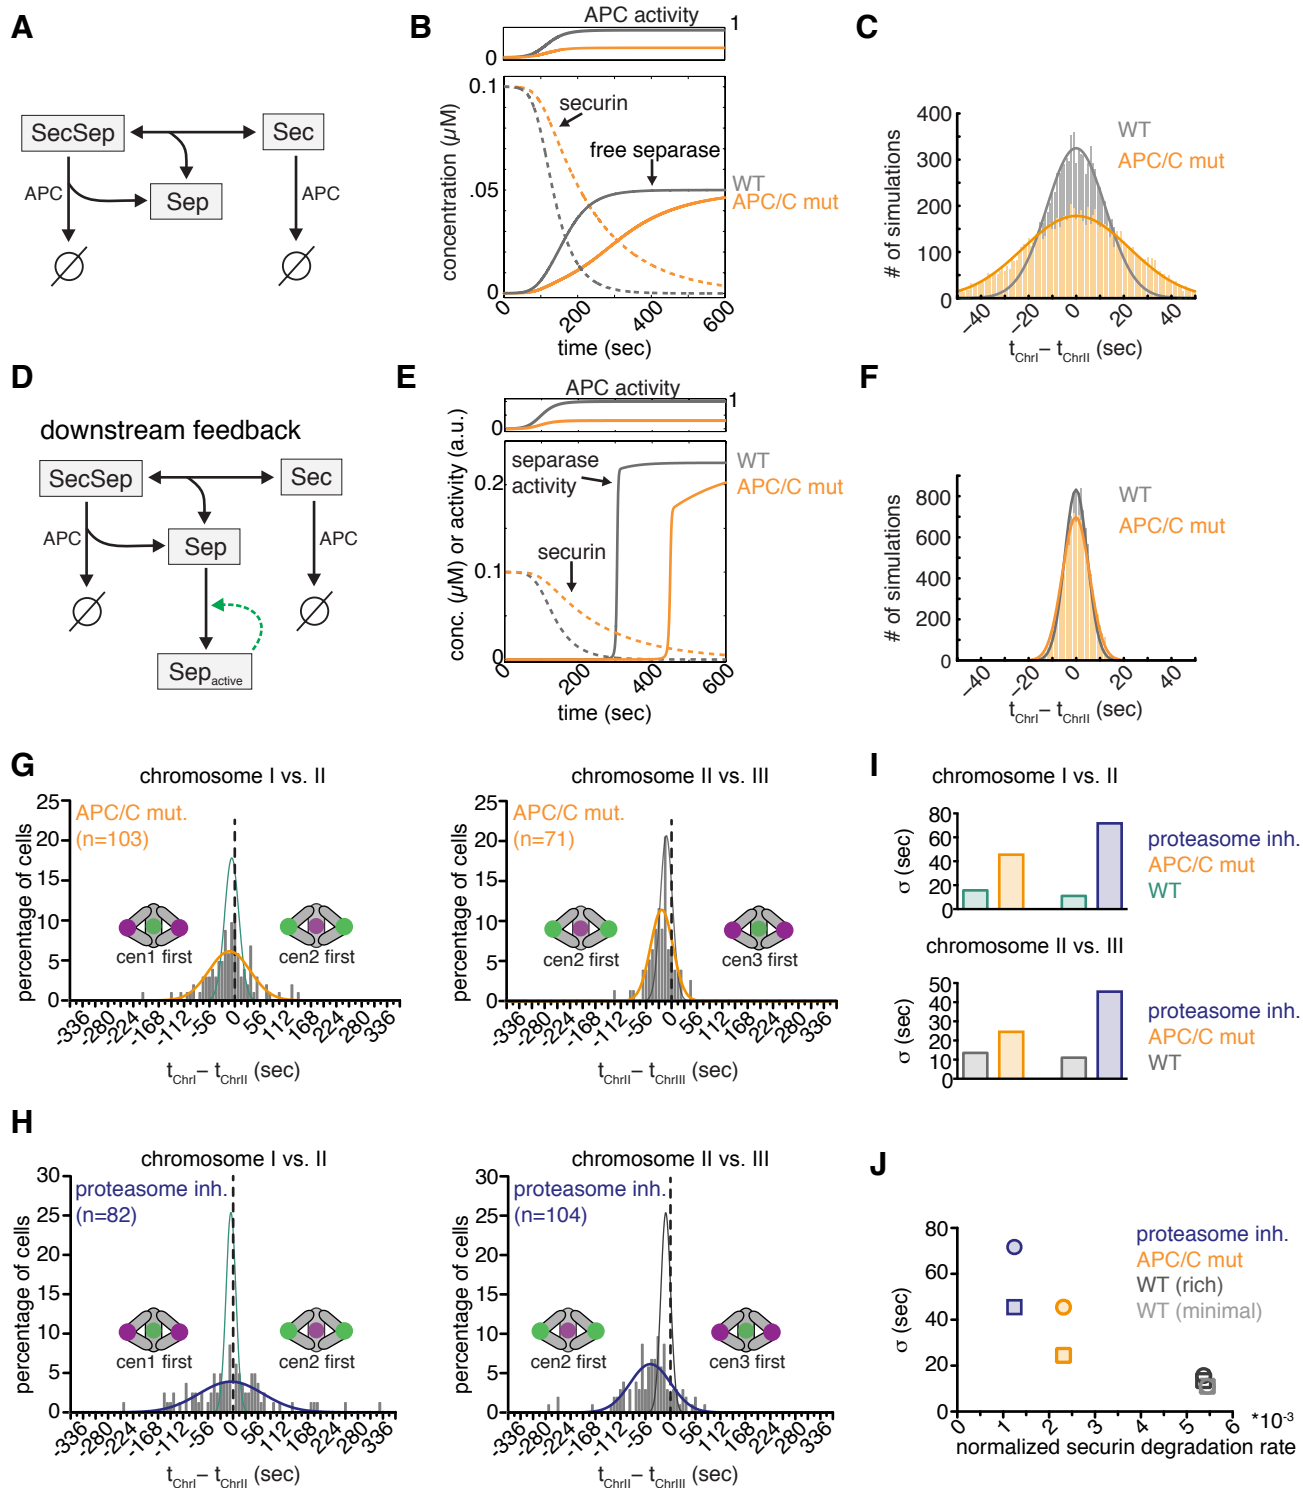 A
SecSep
Sec
APC
Sep
APC
B
APC activity
1
0
0.1
.05
0
concentration (µM)
securin
free separase
WT
APC/C mut
0
200
400
600
time (sec)
C
400
300
200
100
0
# of simulations
WT
APC/C mut
−40
−20
0
20
40
tChrI– tChrII (sec)
D
downstream feedback
SecSep
Sec
APC
Sep
APC
Sepactive
E
APC activity
1
0
0.2
0.1
0
conc. (µM) or activity (a.u.)
separase
activity
securin
WT
APC/C mut
0
200
400
600
time (sec)
F
800
600
400
200
0
# of simulations
WT
APC/C mut
−40
−20
0
20
40
tChrI– tChrII (sec)
G
chromosome I vs. II
25
20
15
10
5
0
percentage of cells
APC/C mut.
(n=103)
cen1 first
cen2 first
-336
-280
-224
-168
-112
-56
0
56
112
168
224
280
336
tChrI– tChrII (sec)
chromosome II vs. III
25
20
15
10
5
0
percentage of cells
APC/C mut.
(n=71)
cen2 first
cen3 first
-336
-280
-224
-168
-112
-56
0
56
112
168
224
280
336
tChrII– tChrIII (sec)
H
chromosome I vs. II
30
25
20
15
10
5
0
percentage of cells
proteasome inh.
(n=82)
cen1 first
cen2 first
-336
-280
-224
-168
-112
-56
0
56
112
168
224
280
336
tChrI– tChrII (sec)
chromosome II vs. III
30
25
20
15
10
5
0
percentage of cells
proteasome inh.
(n=104)
cen2 first
cen3 first
-336
-280
-224
-168
-112
-56
0
56
112
168
224
280
336
tChrII– tChrIII (sec)
I
chromosome I vs. II
80
60
40
20
0
σ (sec)
proteasome inh.
APC/C mut
WT
chromosome II vs. III
50
40
30
20
10
0
σ (sec)
proteasome inh.
APC/C mut
WT
J
80
60
40
20
0
σ (sec)
proteasome inh.
APC/C mut
WT (rich)
WT (minimal)
0
1
2
3
4
5
6
*10-3
normalized securin degradation rate